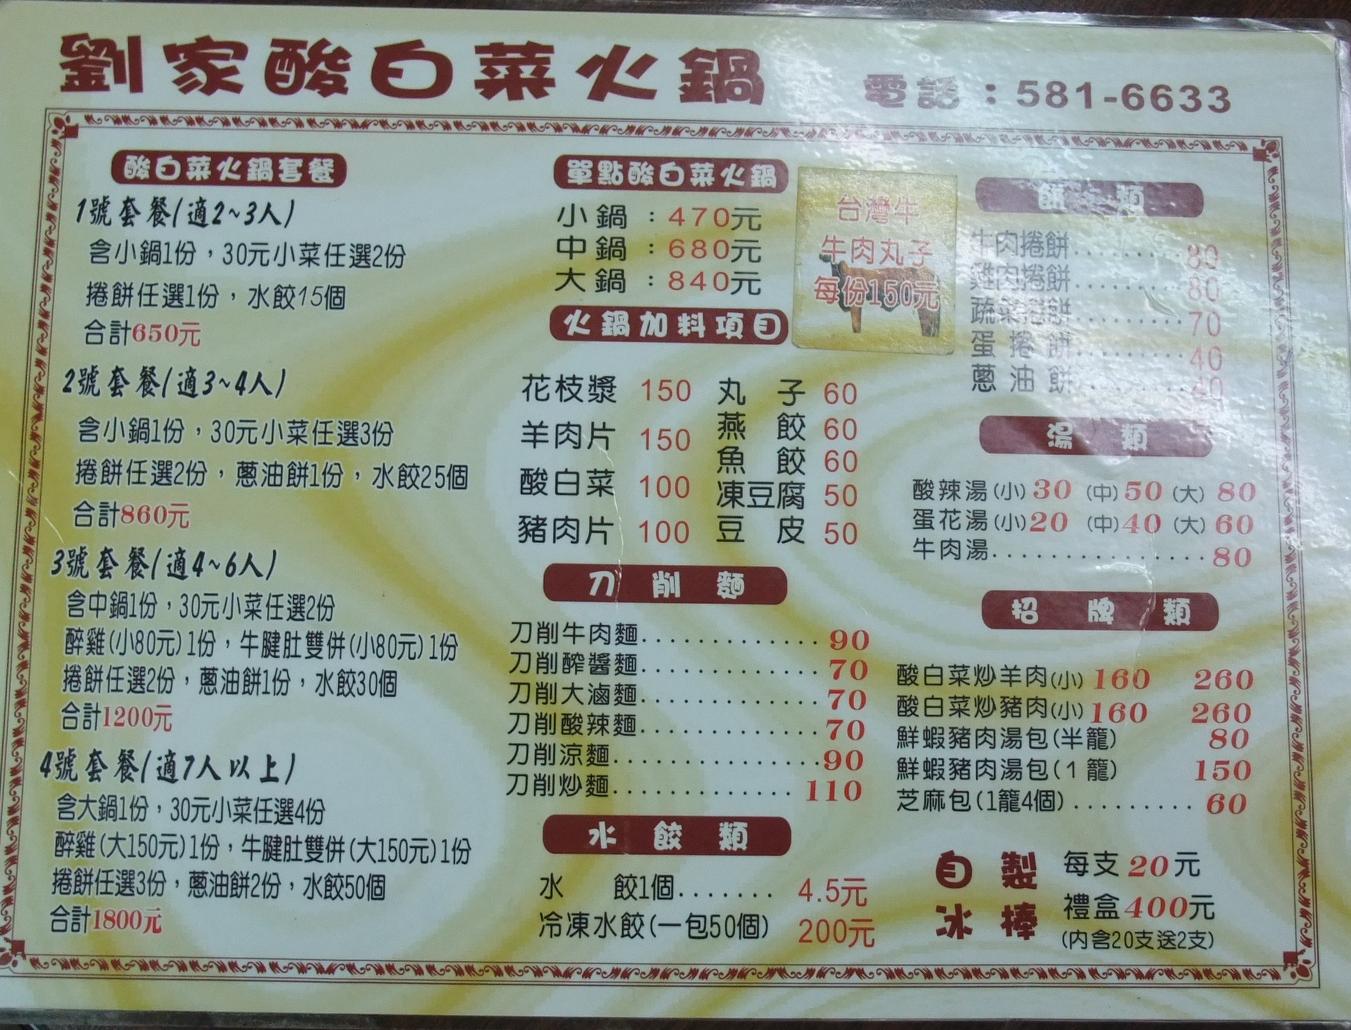 劉家酸白菜火鍋
電話：581-6633
酸白菜火鍋套餐
1號套餐(適2~3人)
含小鍋1份，30元小菜任選2份
捲餅任選1份，水餃15個
合計650元
2號套餐(適3~4人)
含小鍋1份，30元小菜任選3份
捲餅任選2份，蔥油餅1份，水餃25個
合計860元
3號套餐(適4~6人)
含中鍋1份，30元小菜任選2份
醉雞(小80元)1份，牛腱肚雙併(小80元)1份
捲餅任選2份，蔥油餅1份，水餃30個
合計1200元
4號套餐(適7人以上)
含大鍋1份，30元小菜任選4份
醉雞(大150元)1份，牛腱肚雙併(大150元)1份
捲餅任選3份，蔥油餅2份，水餃50個
合計1800元
單點酸白菜火鍋
小鍋：470元
中鍋：680元
大鍋：840元
台灣牛
牛肉丸子
每份150元
火鍋加料項目
花枝漿 150 丸子 60
羊肉片 150 燕餃 60
魚餃 60
酸白菜 100 凍豆腐 50
豬肉片 100 豆皮 50
刀削麵
刀削牛肉麵............. 90
刀削醡醬麵............. 70
刀削大滷麵............. 70
刀削酸辣麵............. 70
刀削涼麵............... 90
刀削炒麵............. 110
水餃類
水餃1個....... 4.5元
冷凍水餃(一包50個) 200元
餅類
牛肉捲餅........ 80
雞肉捲餅........ 80
蔬菜捲餅........ 70
蛋捲餅........ 40
蔥油餅........ 40
湯類
酸辣湯(小)30 (中)50 (大)80
蛋花湯(小)20 (中)40 (大)60
牛肉湯................ 80
招牌類
酸白菜炒羊肉(小)160 260
酸白菜炒豬肉(小)160 260
鮮蝦豬肉湯包(半籠) 80
鮮蝦豬肉湯包(1籠) 150
芝麻包(1籠4個)......... 60
自製冰棒
每支20元
禮盒400元
(內含20支送2支)